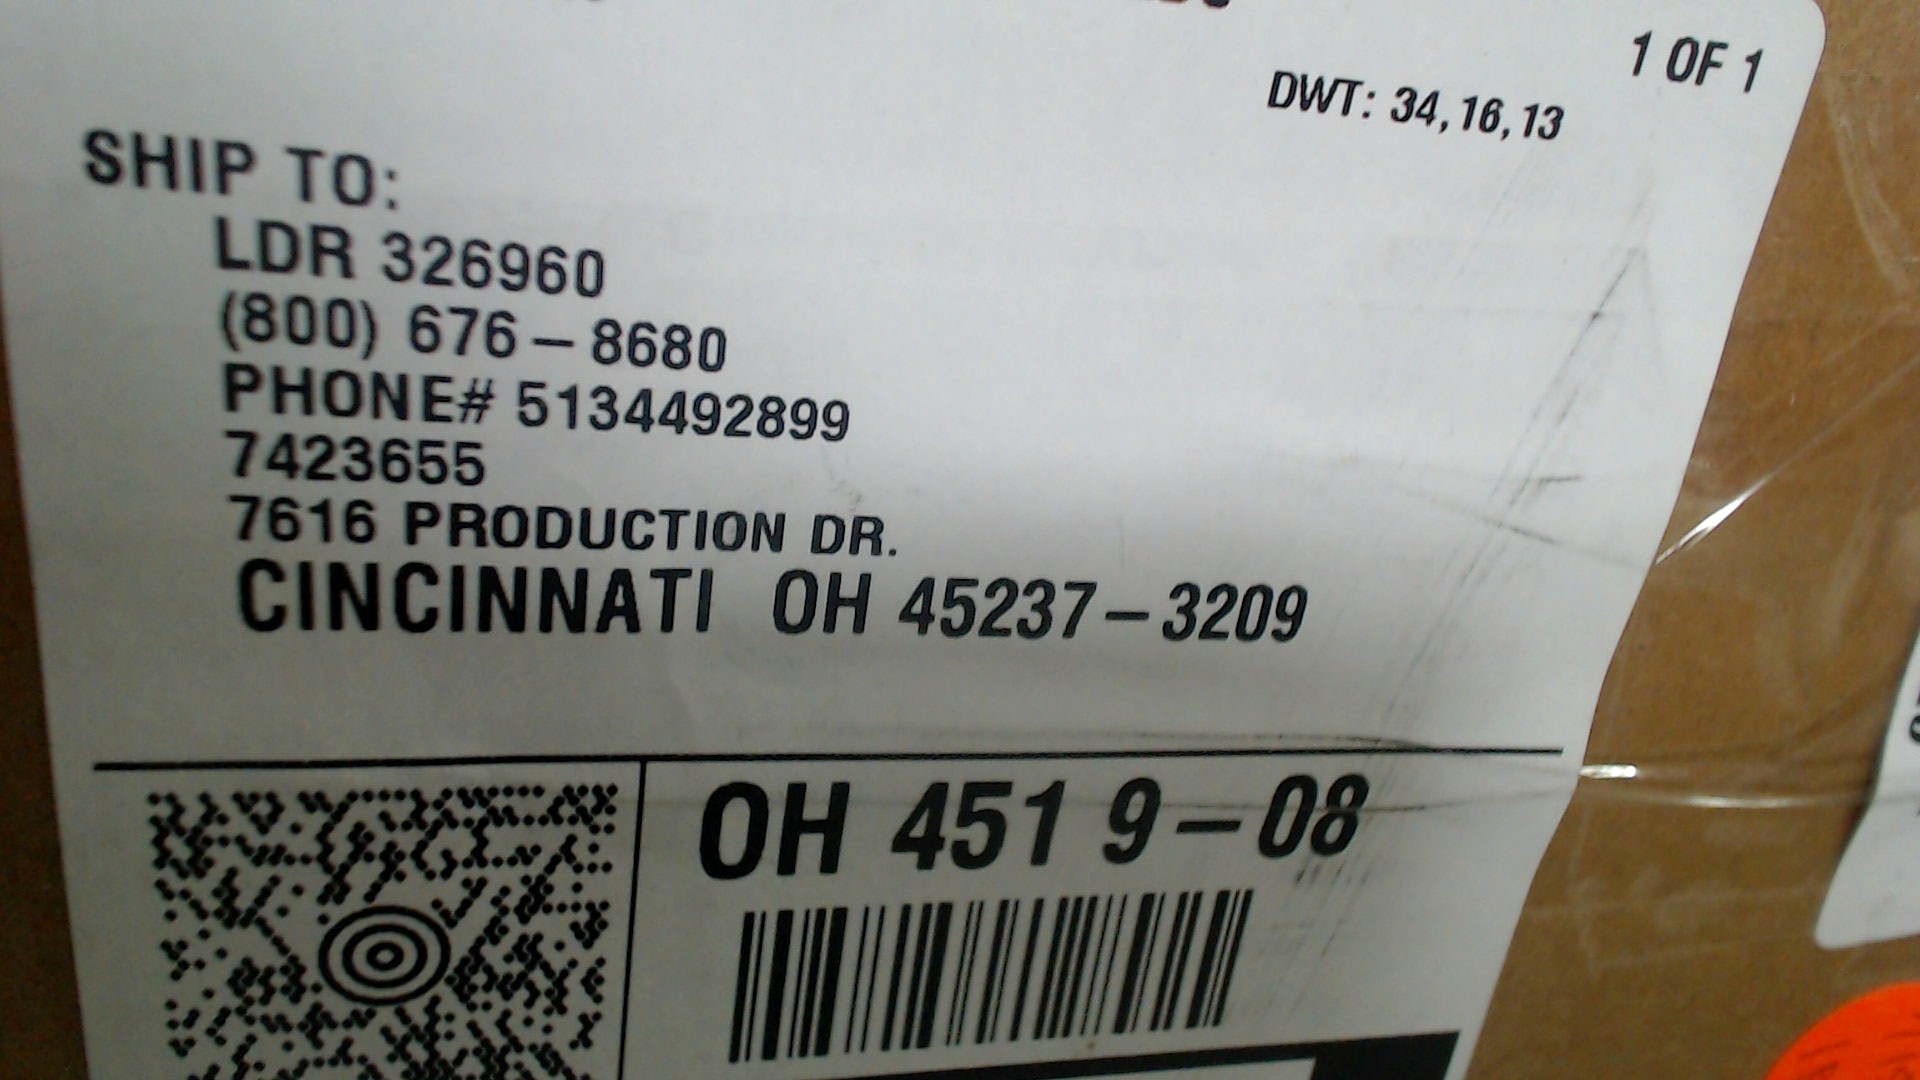 1 OF 1
DWT: 34,16,13
SHIP TO:
LDR 326960
(800) 676-8680
PHONE# 5134492899
7423655
7616 PRODUCTION DR.
CINCINNATI OH 45237-3209
OH 451 9-08